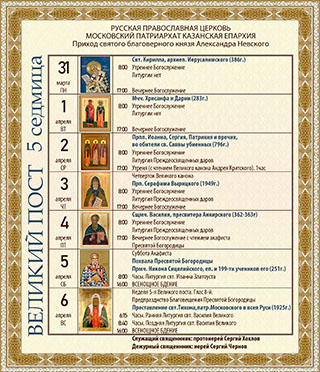 РУССКАЯ ПРАВОСЛАВНАЯ ЦЕРКОВЬ
МОСКОВСКИЙ ПАТРИАРХАТ КАЗАНСКАЯ ЕПАРХИЯ
Приход святого благоверного князя Александра Невского
ВЕЛИКИЙ ПОСТ 5 седмица
31 марта ПН
Свт. Кирилла, архиеп. Иерусалимского (386г.)
8:00 Утреннее Богослужение
Литургии нет
17:00 Вечернее Богослужение
1 апреля ВТ
Мчч. Хрисанфа и Дарии (283г.)
8:00 Утреннее Богослужение
Литургии нет
17:00 Вечернее Богослужение
2 апреля СР
Прпп. Иоанна, Сергия, Патрикия и прочих,
во обители св. Саввы убиенных (796г.)
8:00 Утреннее Богослужение
Литургия Преждеосвященных даров
17:00 Утреня (с чтением Великого канона Андрея Критского). 1час
3 апреля ЧТ
Четверток Великого канона
Прп. Серафима Вырицкого (1949г.)
8:00 Утреннее Богослужение
Литургия Преждеосвященных даров
17:00 Вечернее Богослужение
4 апреля ПТ
Сщмч. Василия, пресвитера Анкирского (362-363г)
8:00 Утреннее Богослужение
Литургия Преждеосвященных даров
17:00 Вечернее Богослужение с чтением акафиста
Пресвятой Богородицы
5 апреля СБ
Суббота Акафиста
Похвала Пресвятой Богородицы
Прмч. Никона Сицилийского, еп. и 199-ти учеников его (251г.)
8:00 Часы. Литургия свт. Иоанна Златоуста
16:00 ВСЕНОЩНОЕ БДЕНИЕ
6 апреля ВС
Неделя 5-я Великого поста. Глас 8-й.
Предпразднство Благовещения Пресвятой Богородицы
Преставление свт.Тихона,патр.Московского и всея Руси (1925г.)
6:15 Часы. Ранняя Литургия свт. Василия Великого
8:40 Часы. Поздняя Литургия свт. Василия Великого
16:00 ВСЕНОЩНОЕ БДЕНИЕ
Служащий священник: протоиерей Сергий Хохлов
Дежурный священник: иерей Сергий Чернов